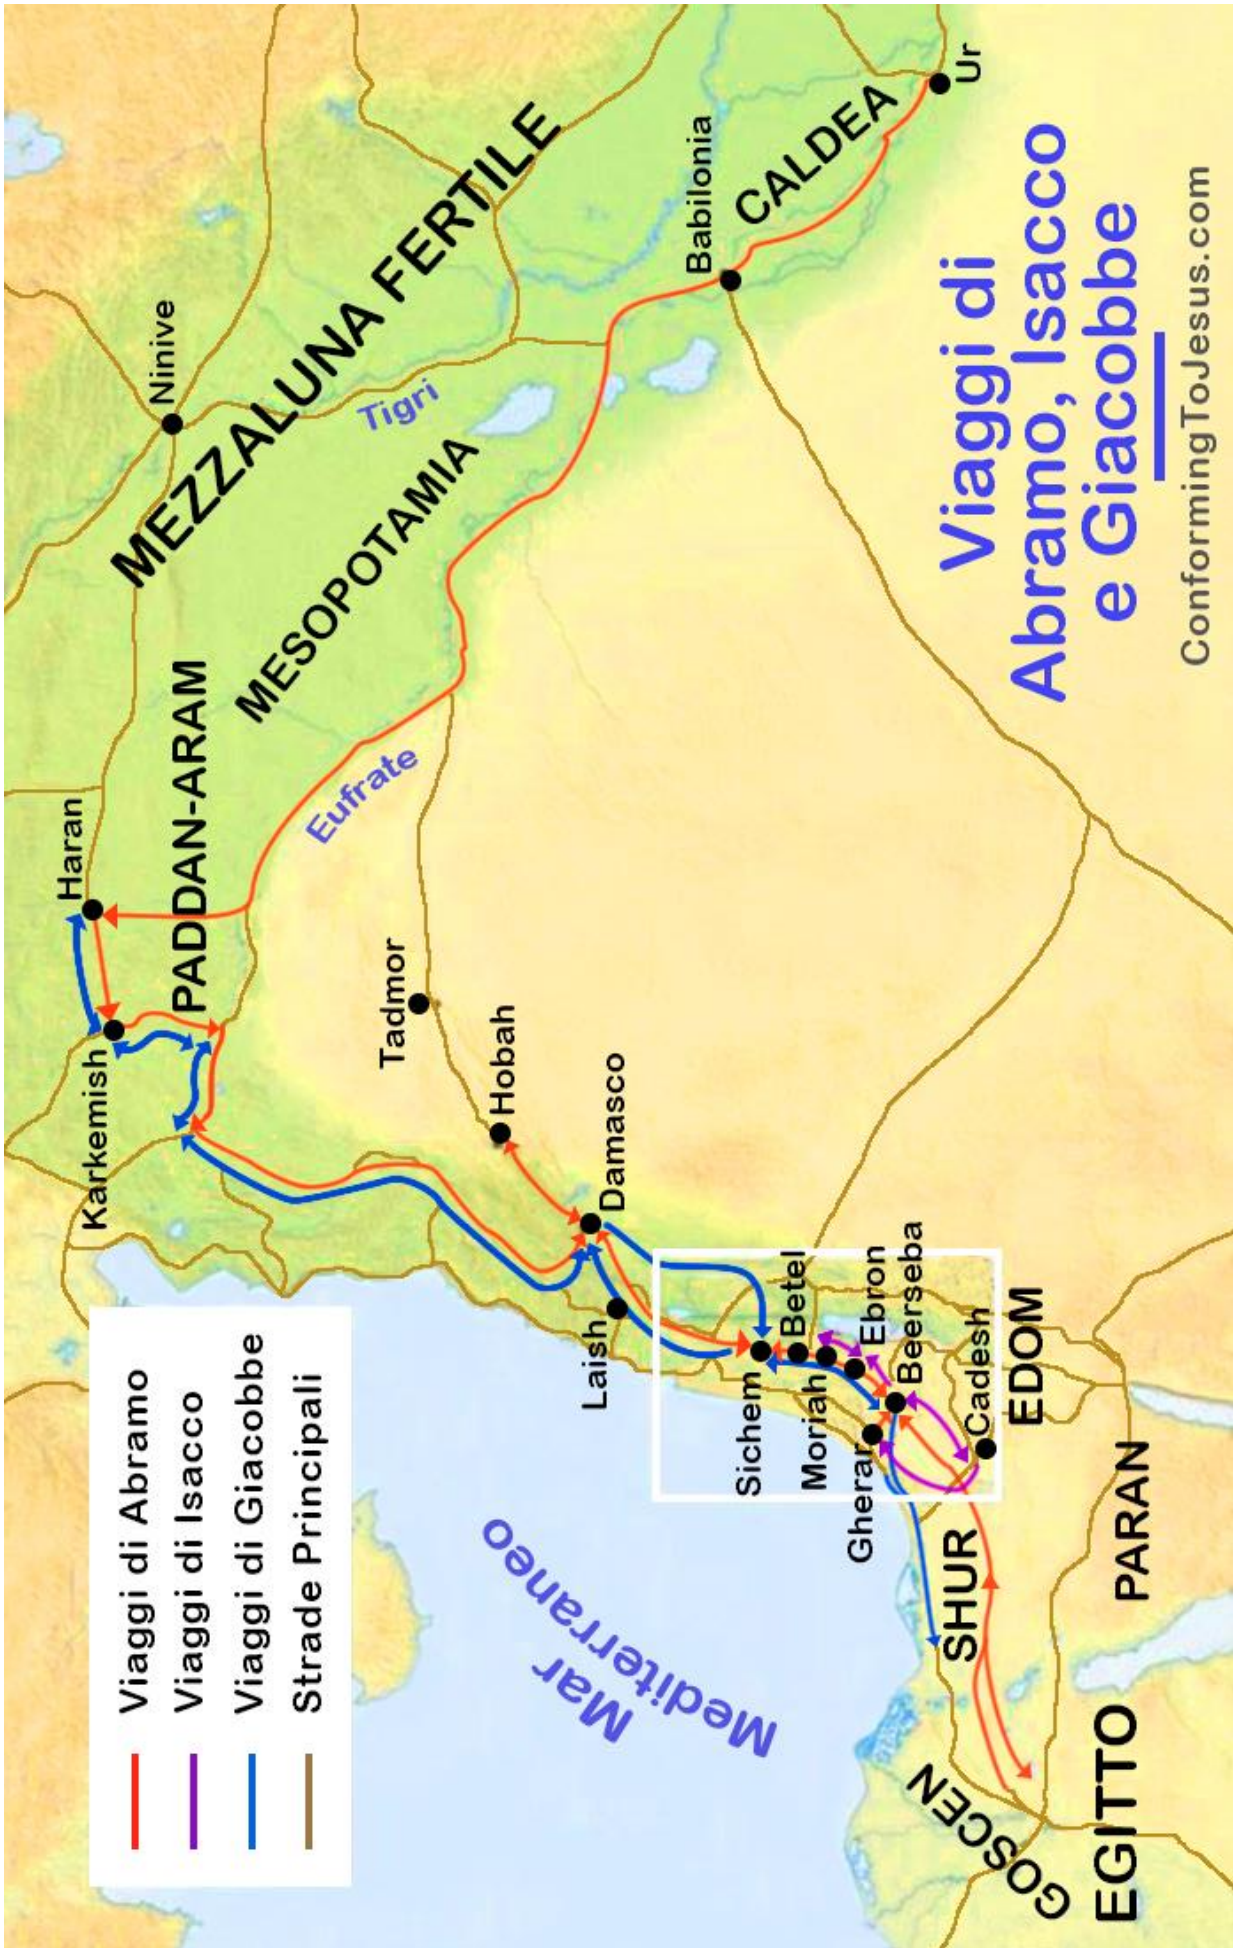 Viaggi di Abramo
Viaggi di Isacco
Viaggi di Giacobbe
Strade Principali
Karkemish
Haran
PADDAN-ARAM
Ninive
MEZZALUNA FERTILE
MESOPOTAMIA
Tigri
Eufrate
Tadmor
Hobah
Damasco
Laish
Babilonia
CALDEA
Ur
Mar
Mediterraneo
Sichem
Betel
Moriah
Ebron
Gherar
Beerseba
Cadesh
EDOM
SHUR
PARAN
GOSCEN
EGITTO
Viaggi di
Abramo, Isacco
e Giacobbe
ConformingToJesus.com